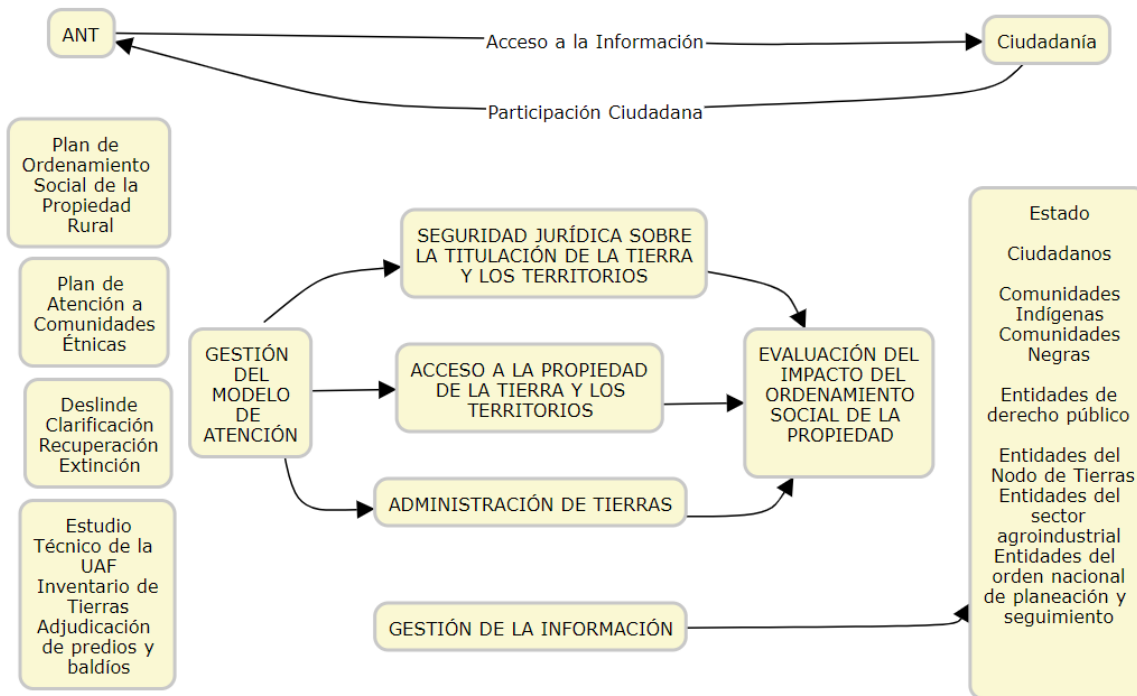 ANT
Acceso a la Información
Ciudadanía
Participación Ciudadana
Plan de
Ordenamiento
Social de la
Propiedad
Rural
Plan de
Atención a
Comunidades
Étnicas
Deslinde
Clarificación
Recuperación
Extinción
Estudio
Técnico de la
UAF
Inventario de
Tierras
Adjudicación
de predios y
baldíos
GESTIÓN
DEL
MODELO
DE
ATENCIÓN
SEGURIDAD JURÍDICA SOBRE
LA TITULACIÓN DE LA TIERRA
Y LOS TERRITORIOS
ACCESO A LA PROPIEDAD
DE LA TIERRA Y LOS
TERRITORIOS
ADMINISTRACIÓN DE TIERRAS
GESTIÓN DE LA INFORMACIÓN
EVALUACIÓN DEL
IMPACTO DEL
ORDENAMIENTO
SOCIAL DE LA
PROPIEDAD
Estado
Ciudadanos
Comunidades
Indígenas
Comunidades
Negras
Entidades de
derecho público
Entidades del
Nodo de Tierras
Entidades del
sector
agroindustrial
Entidades del
orden nacional
de planeación y
seguimiento